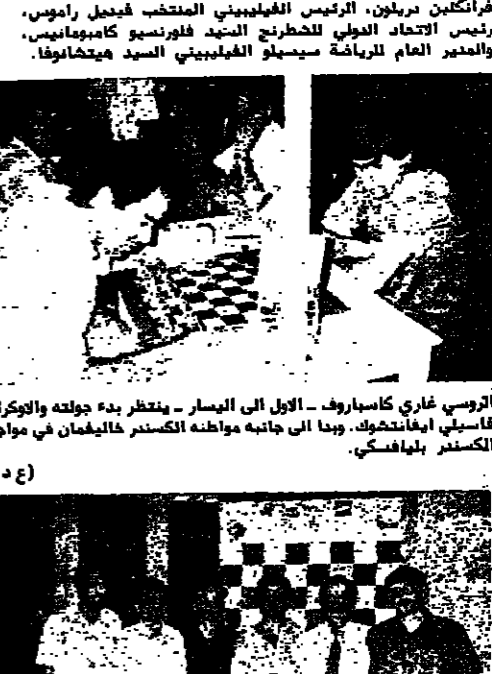 فرانكلين دريلون، الرئيس الفيليبيني المنتخب فيديل راموس،
رئيس الاتحاد الدولي للشطرنج السيد فلورنسيو كامبومانيس،
والمدير العام للرياضة سيسيلو الفيليبيني السيد هيتشانوفا.
الروسي غاري كاسباروف ـ الاول الى اليسار ـ ينتظر بدء جولته والاوكر
فاسيلي ايفانتشوك. وبدا الى جانبه مواطنه الكسندر خاليفمان في مواج
الكسندر بليافسكي.
(ع د